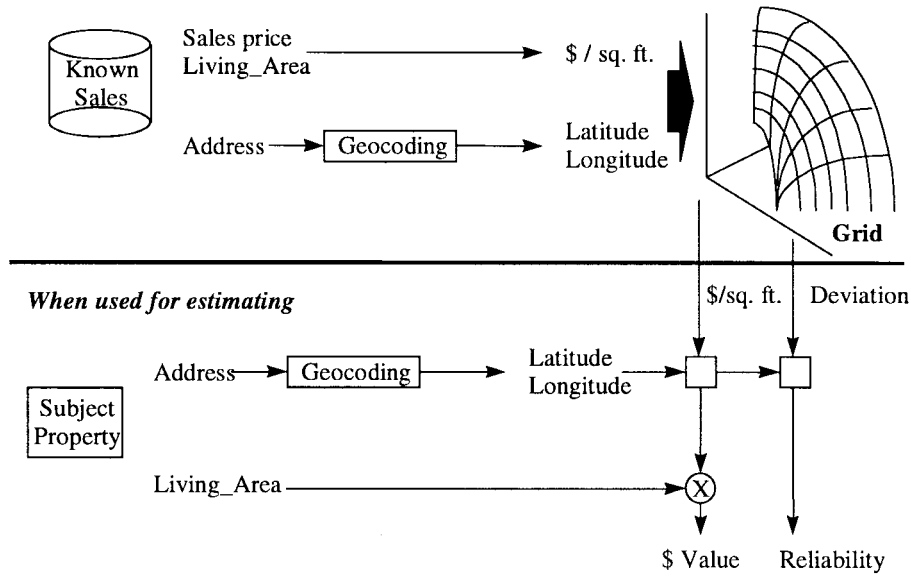 Known
Sales
Sales price
Living_Area
$ / sq. ft.
Address
Geocoding
Latitude
Longitude
Grid
When used for estimating
$/sq. ft.
Deviation
Subject
Property
Address
Geocoding
Latitude
Longitude
Living_Area
X
$ Value
Reliability